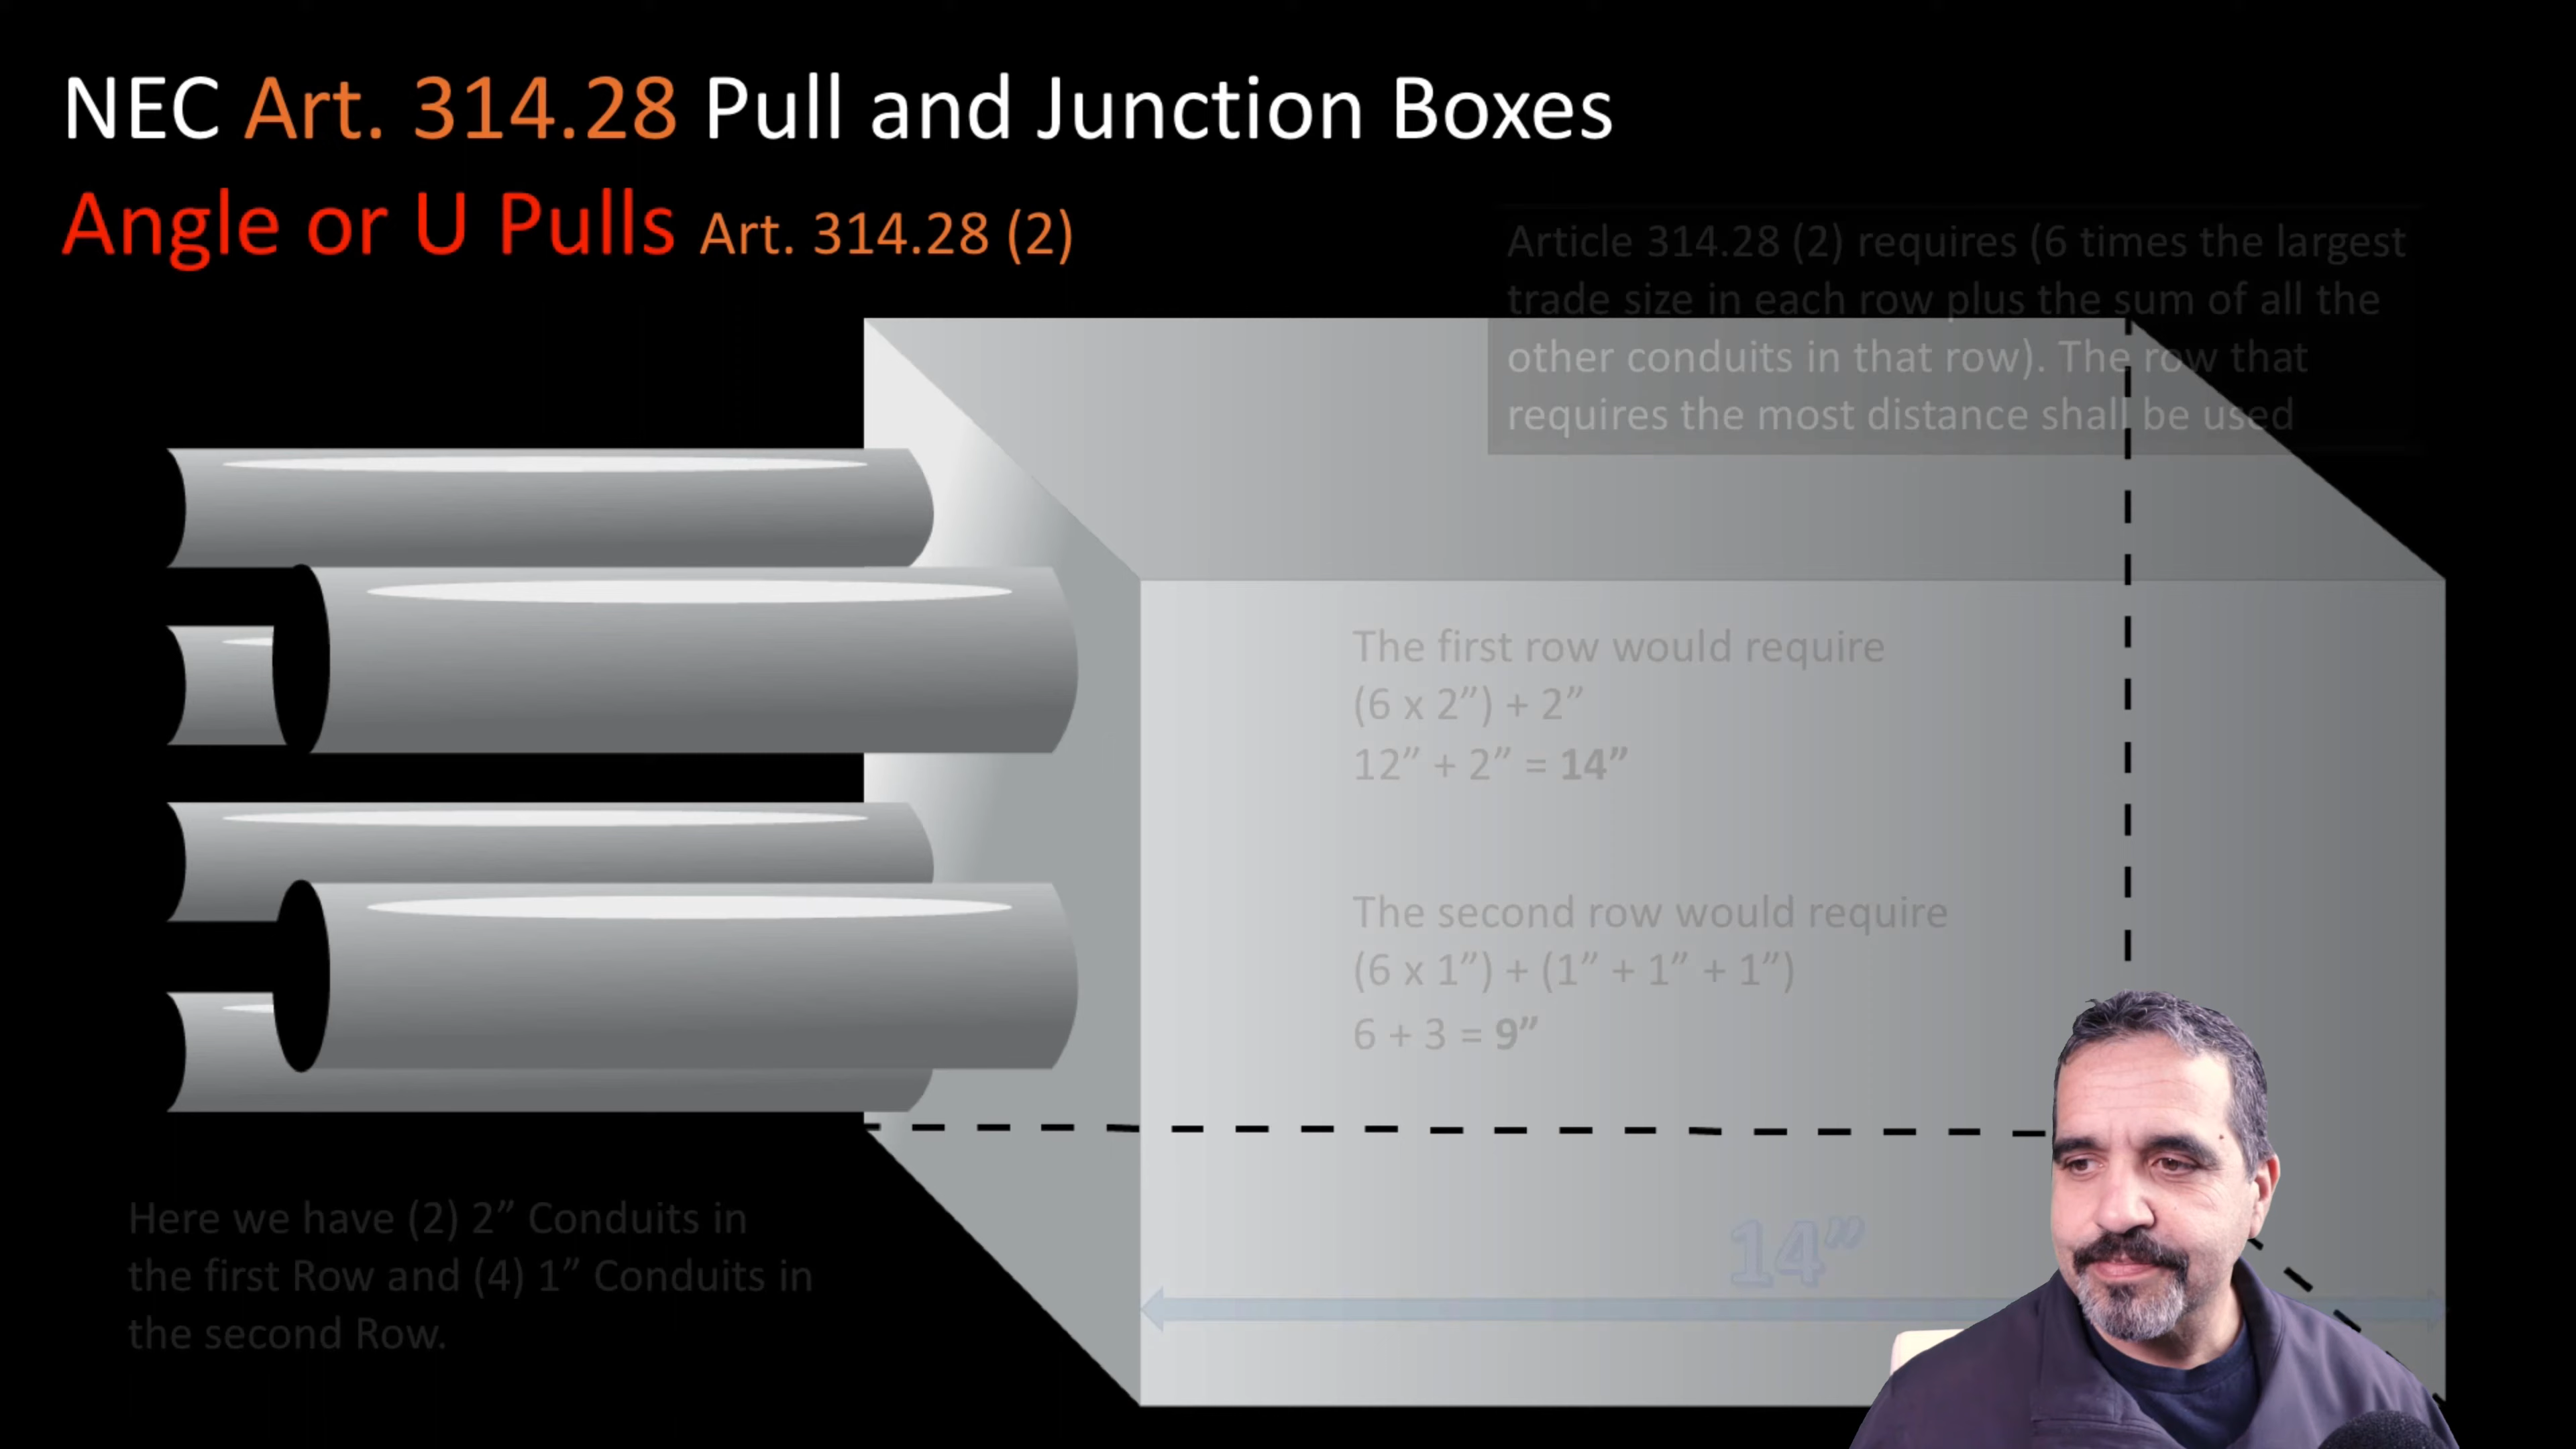 NEC Art. 314.28 Pull and Junction Boxes
Angle or U Pulls Art. 314.28 (2)
Article 314.28 (2) requires (6 times the largest
trade size in each row plus the sum of all the
other conduits in that row). The row that
requires the most distance shall be used
The first row would require
(6 x 2”) + 2”
12” + 2” = 14”
The second row would require
(6 x 1”) + (1” + 1” + 1”)
6 + 3 = 9”
Here we have (2) 2” Conduits in
the first Row and (4) 1” Conduits in
the second Row.
14”